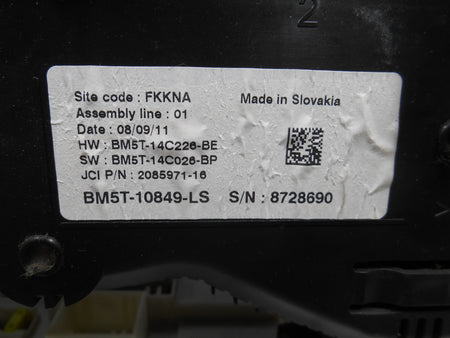 2
Site code : FKKNA
Made in Slovakia
Assembly line : 01
Date : 08/09/11
HW : BM5T-14C226-BE
SW : BM5T-14C026-BP
JCI P/N : 2085971-16
BM5T-10849-LS S/N : 8728690